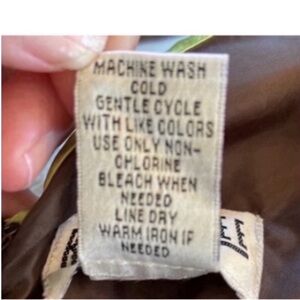 MACHINE WASH
COLD
GENTLE CYCLE
WITH LIKE COLORS
USE ONLY NON-
CHLORINE
BLEACH WHEN
NEEDED
LINE DRY
WARM IRON IF
NEEDED